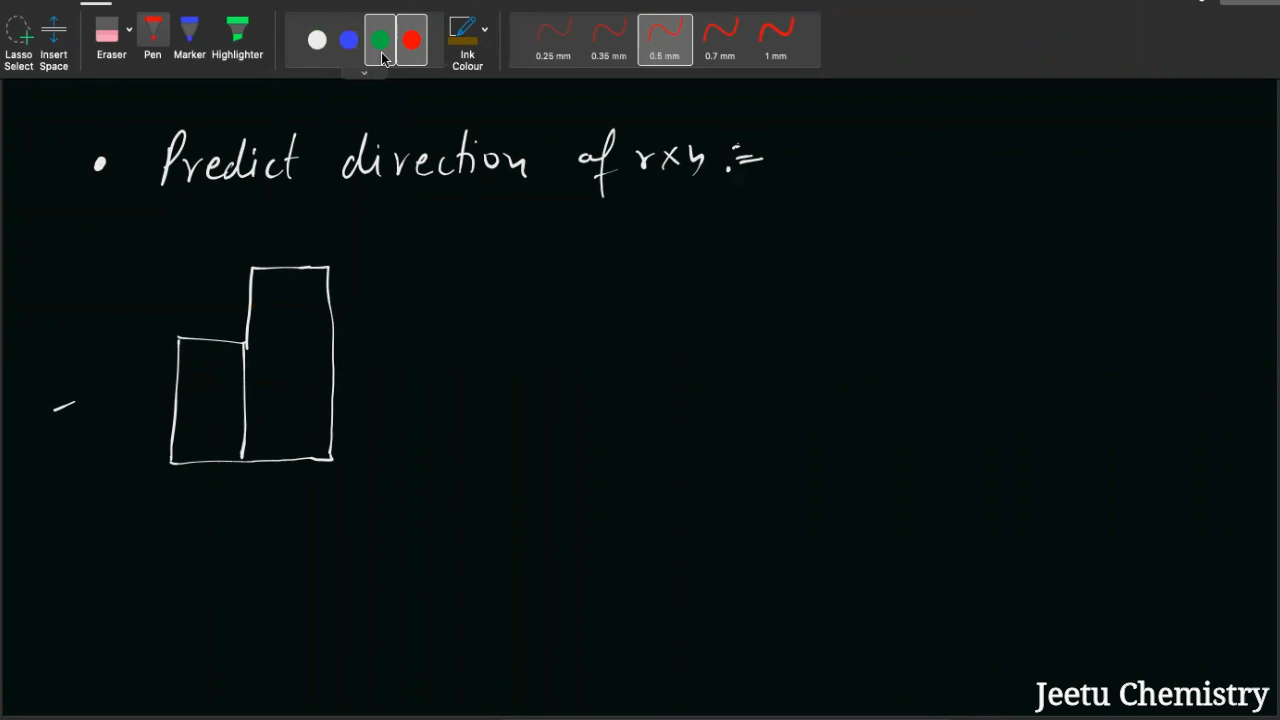 Lasso Select
Insert Space
Eraser
Pen
Marker
Highlighter
Ink Colour
0.25 mm
0.35 mm
0.5 mm
0.7 mm
1 mm
• Predict direction of rxn :=
Jeetu Chemistry